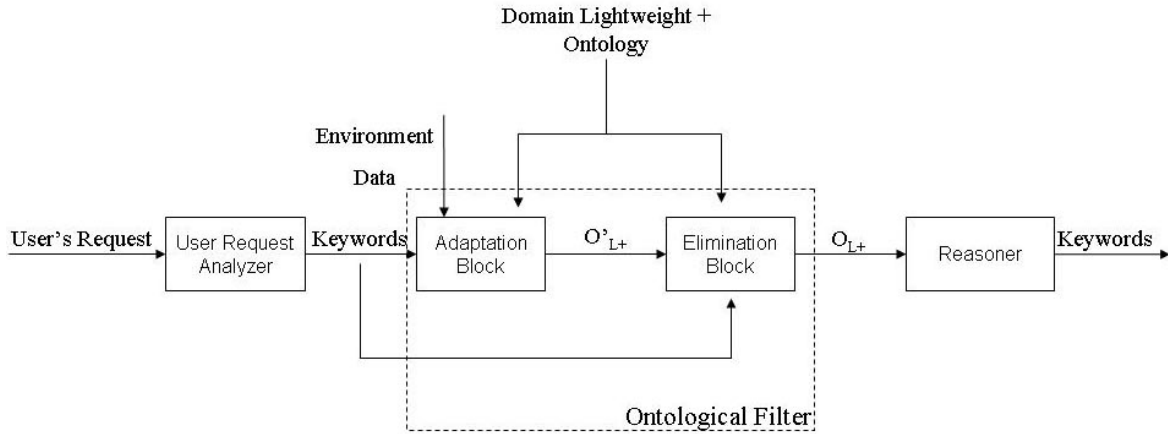 Domain Lightweight +
Ontology
Environment
Data
User's Request
User Request
Analyzer
Keywords
Adaptation
Block
O'L+
Elimination
Block
OL+
Reasoner
Keywords
Ontological Filter